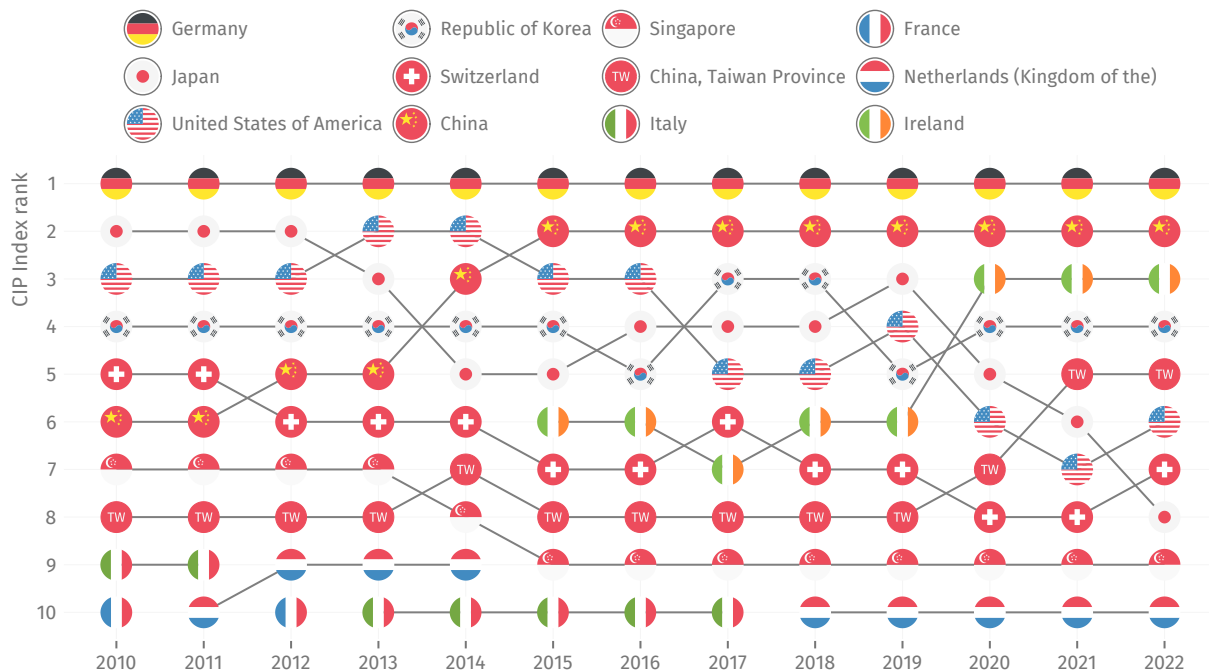 Germany Republic of Korea Singapore France
Japan Switzerland TW China, Taiwan Province Netherlands (Kingdom of the)
United States of America China Italy Ireland
CIP Index rank
1
2
3
4
5 TW TW
6
7 TW TW
8 TW TW TW TW TW TW TW TW TW
9
10
2010 2011 2012 2013 2014 2015 2016 2017 2018 2019 2020 2021 2022